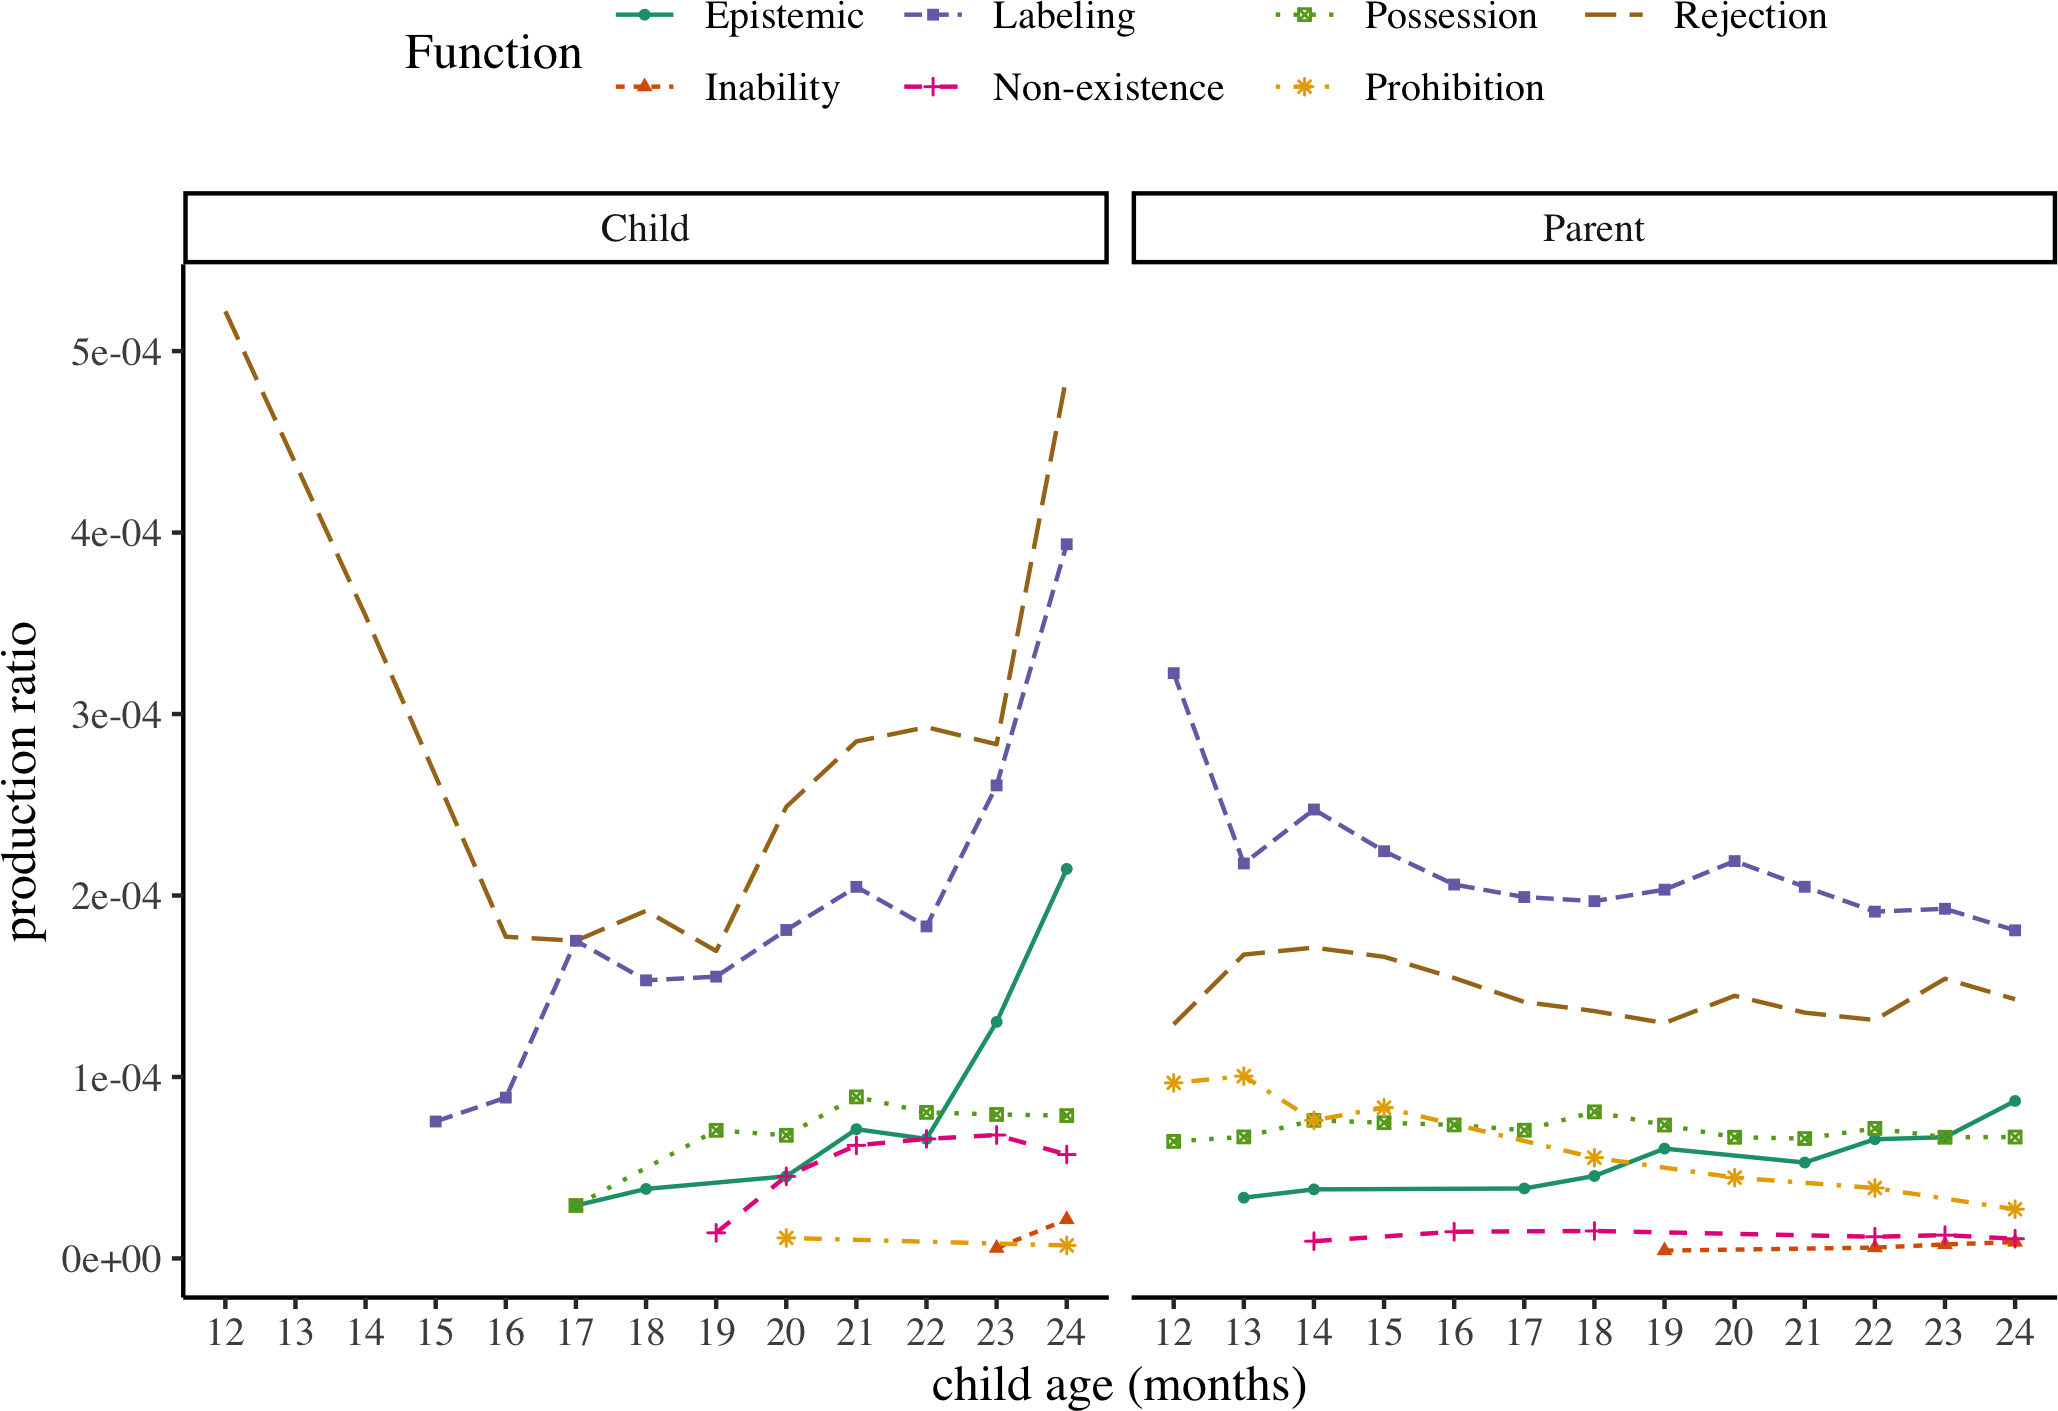 Function
Epistemic Labeling Possession Rejection
Inability Non-existence Prohibition
Child Parent
production ratio
5e-04
4e-04
3e-04
2e-04
1e-04
0e+00
12 13 14 15 16 17 18 19 20 21 22 23 24 12 13 14 15 16 17 18 19 20 21 22 23 24
child age (months)